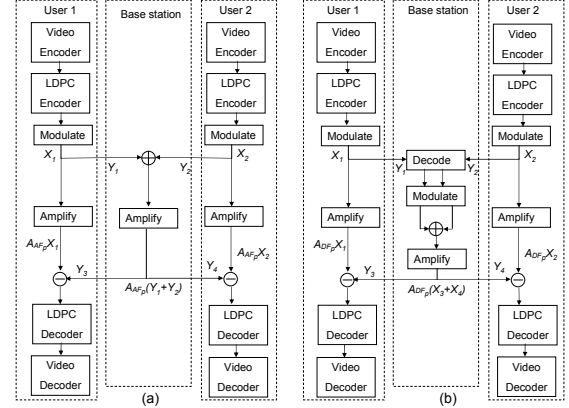 User 1
Base station
User 2
Video
Encoder
LDPC
Encoder
Modulate
X1
Y1
Y2
Video
Encoder
LDPC
Encoder
Modulate
X2
Amplify
Amplify
Amplify
AAFpX1
AAFpX2
Y3
Y4
AAFp(Y1+Y2)
LDPC
Decoder
Video
Decoder
LDPC
Decoder
Video
Decoder
(a)
User 1
Base station
User 2
Video
Encoder
LDPC
Encoder
Modulate
X1
Y1
Decode
Y2
Modulate
Video
Encoder
LDPC
Encoder
Modulate
X2
Amplify
Amplify
Amplify
ADFpX1
ADFpX2
Y3
Y4
ADFp(X3+X4)
LDPC
Decoder
Video
Decoder
LDPC
Decoder
Video
Decoder
(b)